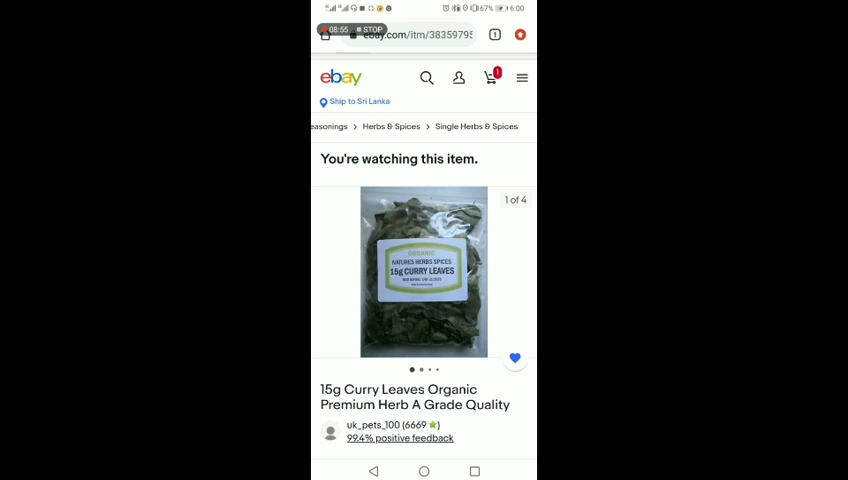 67% 6:00
08:55 STOP
ebay.com/itm/38359795
1
ebay
1
Ship to Sri Lanka
easonings > Herbs & Spices > Single Herbs & Spices
You're watching this item.
1 of 4
ORGANIC
NATURES HERBS SPICES
15g CURRY LEAVES
15g Curry Leaves Organic
Premium Herb A Grade Quality
uk_pets_100 (6669)
99.4% positive feedback